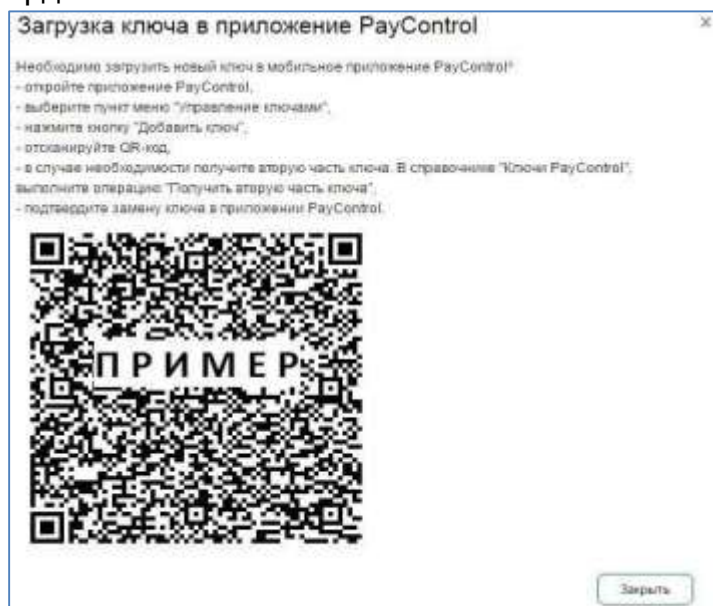 Загрузка ключа в приложение PayControl
×
Необходимо загрузить новый ключ в мобильное приложение PayControl!
- откройте приложение PayControl,
- выберите пункт меню "Управление ключами",
- нажмите кнопку "Добавить ключ",
- отсканируйте QR-код,
- в случае необходимости получите вторую часть ключа. В справочнике "Ключи PayControl",
выполните операцию "Получить вторую часть ключа",
- подтвердите замену ключа в приложении PayControl.
ПРИМЕР
Закрыть